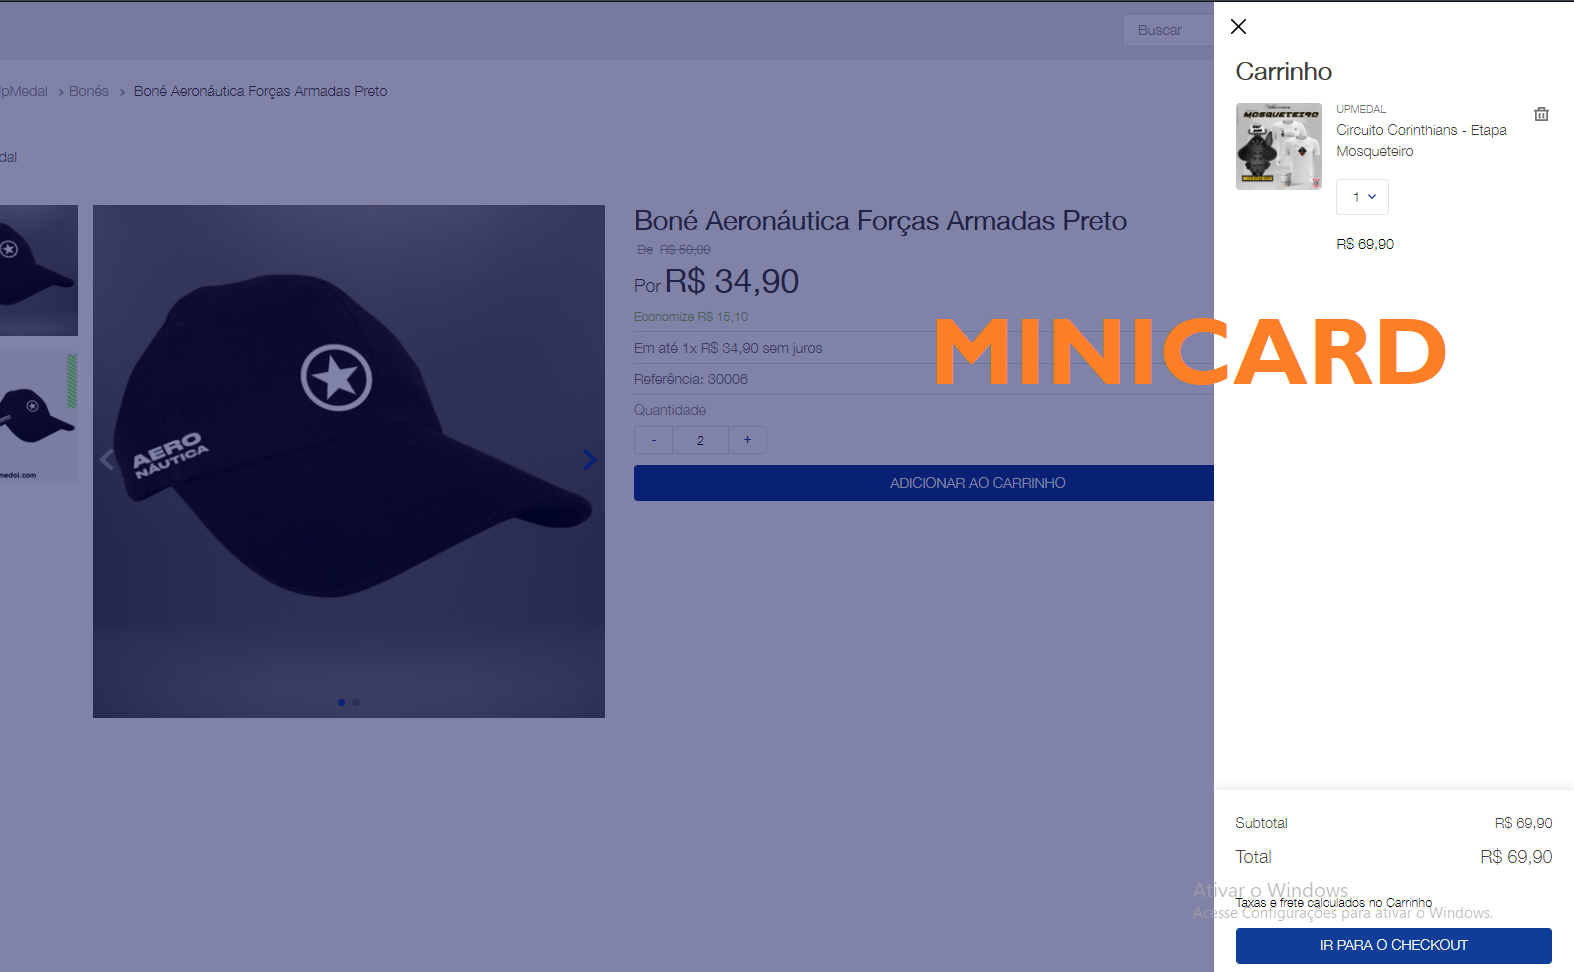 Buscar
Carrinho
UpMedal > Bonés > Boné Aeronáutica Forças Armadas Preto
UPMEDAL
Circuito Corinthians - Etapa
Mosqueteiro
MOSQUETEIRO
MOSQUETEIRO
1
R$ 69,90
dal
Boné Aeronáutica Forças Armadas Preto
De R$ 50,00
Por R$ 34,90
Economize R$ 15,10
Em até 1x R$ 34,90 sem juros
Referência: 30006
Quantidade
- 2 +
ADICIONAR AO CARRINHO
AERO
NÁUTICA
medal.com
MINICARD
Subtotal R$ 69,90
Total R$ 69,90
Ativar o Windows
Taxas e frete calculados no Carrinho
Acesse Configurações para ativar o Windows.
IR PARA O CHECKOUT